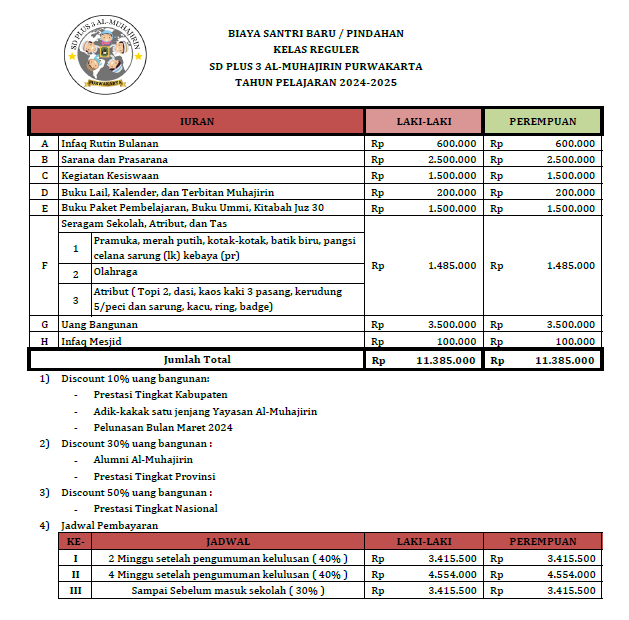 SD PLUS 3 AL-MUHAJIRIN
PURWAKARTA
BIAYA SANTRI BARU / PINDAHAN
KELAS REGULER
SD PLUS 3 AL-MUHAJIRIN PURWAKARTA
TAHUN PELAJARAN 2024-2025
IURAN LAKI-LAKI PEREMPUAN
A Infaq Rutin Bulanan Rp 600.000 Rp 600.000
B Sarana dan Prasarana Rp 2.500.000 Rp 2.500.000
C Kegiatan Kesiswaan Rp 1.500.000 Rp 1.500.000
D Buku Lail, Kalender, dan Terbitan Muhajirin Rp 200.000 Rp 200.000
E Buku Paket Pembelajaran, Buku Ummi, Kitabah Juz 30 Rp 1.500.000 Rp 1.500.000
F Seragam Sekolah, Atribut, dan Tas Rp 1.485.000 Rp 1.485.000
1 Pramuka, merah putih, kotak-kotak, batik biru, pangsi
celana sarung (lk) kebaya (pr)
2 Olahraga
3 Atribut ( Topi 2, dasi, kaos kaki 3 pasang, kerudung
5/peci dan sarung, kacu, ring, badge)
G Uang Bangunan Rp 3.500.000 Rp 3.500.000
H Infaq Mesjid Rp 100.000 Rp 100.000
Jumlah Total Rp 11.385.000 Rp 11.385.000
1) Discount 10% uang bangunan:
- Prestasi Tingkat Kabupaten
- Adik-kakak satu jenjang Yayasan Al-Muhajirin
- Pelunasan Bulan Maret 2024
2) Discount 30% uang bangunan :
- Alumni Al-Muhajirin
- Prestasi Tingkat Provinsi
3) Discount 50% uang bangunan :
- Prestasi Tingkat Nasional
4) Jadwal Pembayaran
KE- JADWAL LAKI-LAKI PEREMPUAN
I 2 Minggu setelah pengumuman kelulusan ( 40% ) Rp 3.415.500 Rp 3.415.500
II 4 Minggu setelah pengumuman kelulusan ( 40% ) Rp 4.554.000 Rp 4.554.000
III Sampai Sebelum masuk sekolah ( 30% ) Rp 3.415.500 Rp 3.415.500